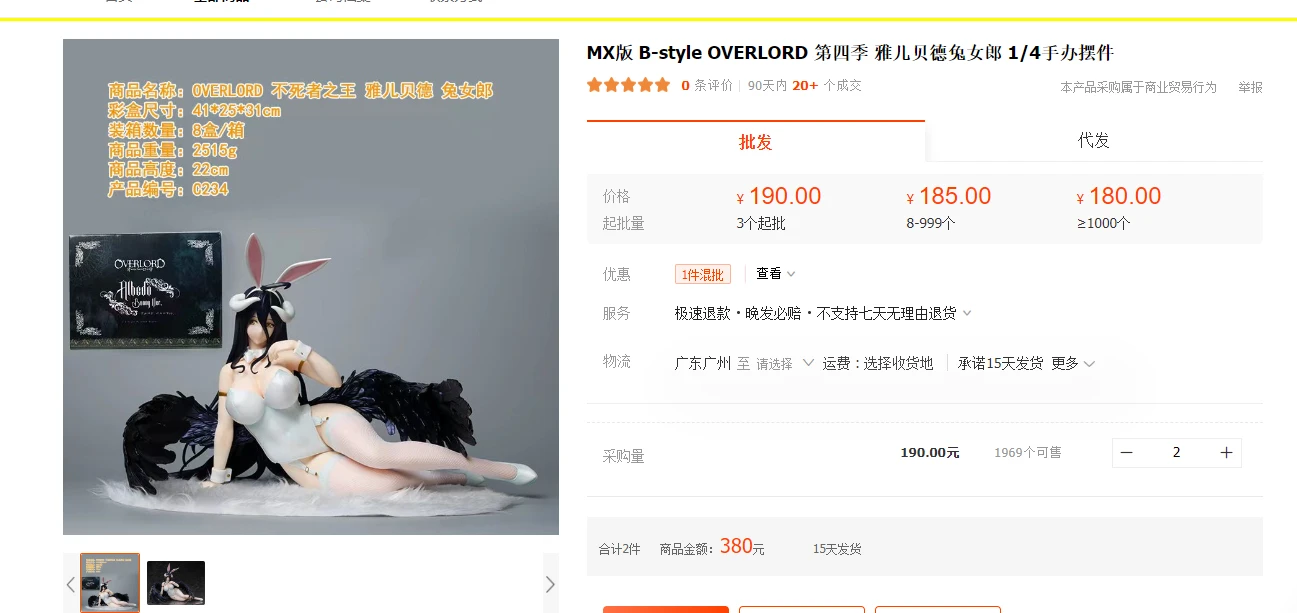 MX版 B-style OVERLORD 第四季 雅儿贝德兔女郎 1/4手办摆件
0 条评价 90天内 20+ 个成交
本产品采购属于商业贸易行为 举报
商品名称：OVERLORD 不死者之王 雅儿贝德 兔女郎
彩盒尺寸：41*25*31cm
装箱数量：8盒/箱
商品重量：2515g
商品高度：22cm
产品编号：0234
OVERLORD
Albedo
Bunny Ver.
批发 代发
价格 ¥ 190.00 ¥ 185.00 ¥ 180.00
起批量 3个起批 8-999个 ≥1000个
优惠 1件混批 查看
服务 极速退款·晚发必赔·不支持七天无理由退货
物流 广东广州 至 请选择 运费：选择收货地 承诺15天发货 更多
采购量 190.00元 1969个可售 − 2 +
合计2件 商品金额：380元 15天发货